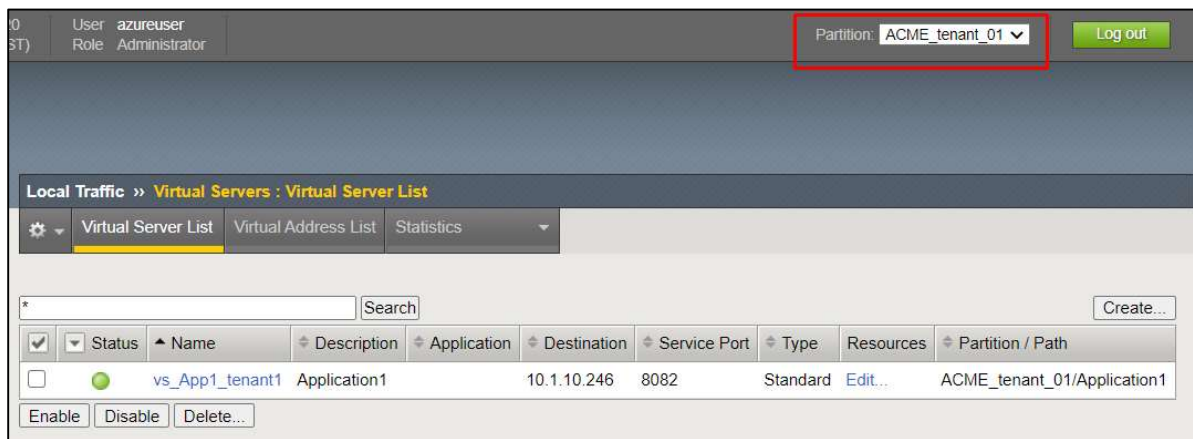 20 User azureuser
ST) Role Administrator
Partition: ACME_tenant_01
Log out
Local Traffic ›› Virtual Servers : Virtual Server List
Virtual Server List Virtual Address List Statistics
* Search Create...
Status Name Description Application Destination Service Port Type Resources Partition / Path
vs_App1_tenant1 Application1 10.1.10.246 8082 Standard Edit... ACME_tenant_01/Application1
Enable Disable Delete...